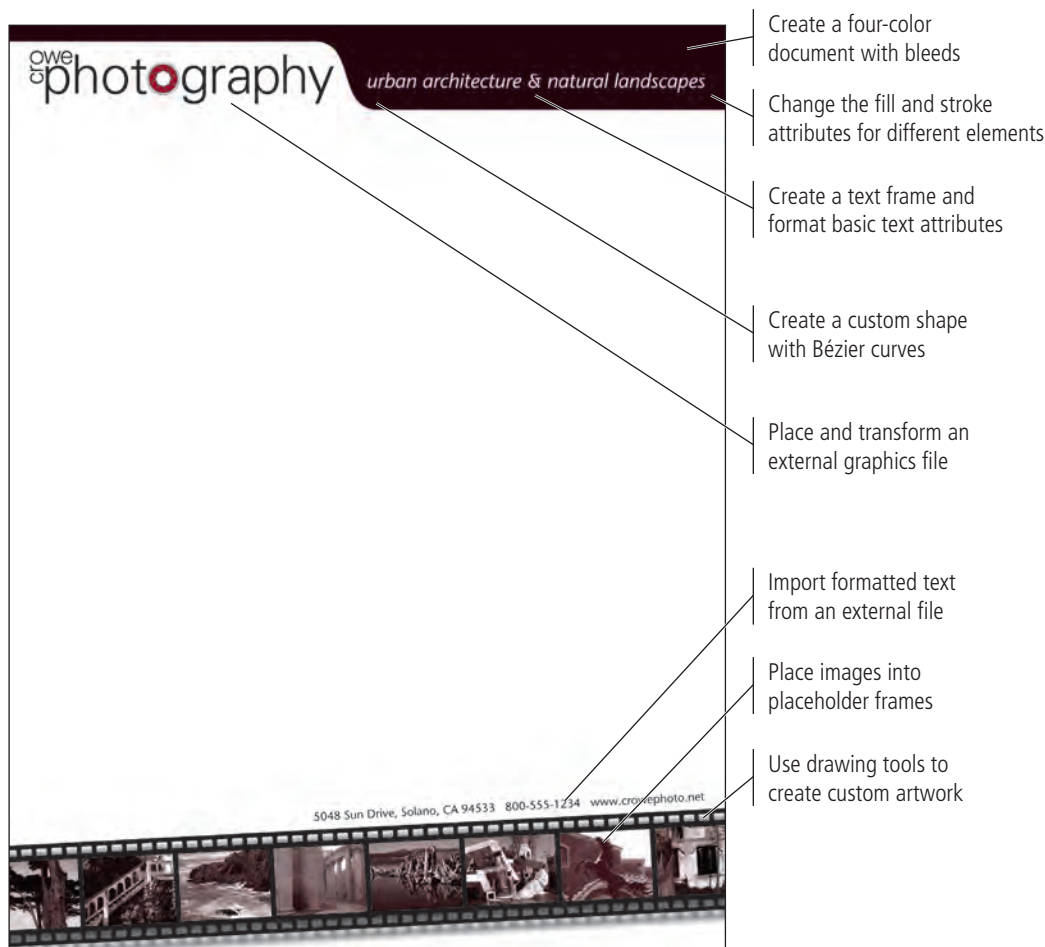 Create a four-color
document with bleeds
crowe
photography
urban architecture & natural landscapes
Change the fill and stroke
attributes for different elements
Create a text frame and
format basic text attributes
Create a custom shape
with Bézier curves
Place and transform an
external graphics file
Import formatted text
from an external file
Place images into
placeholder frames
Use drawing tools to
create custom artwork
5048 Sun Drive, Solano, CA 94533 800-555-1234 www.crowephoto.net